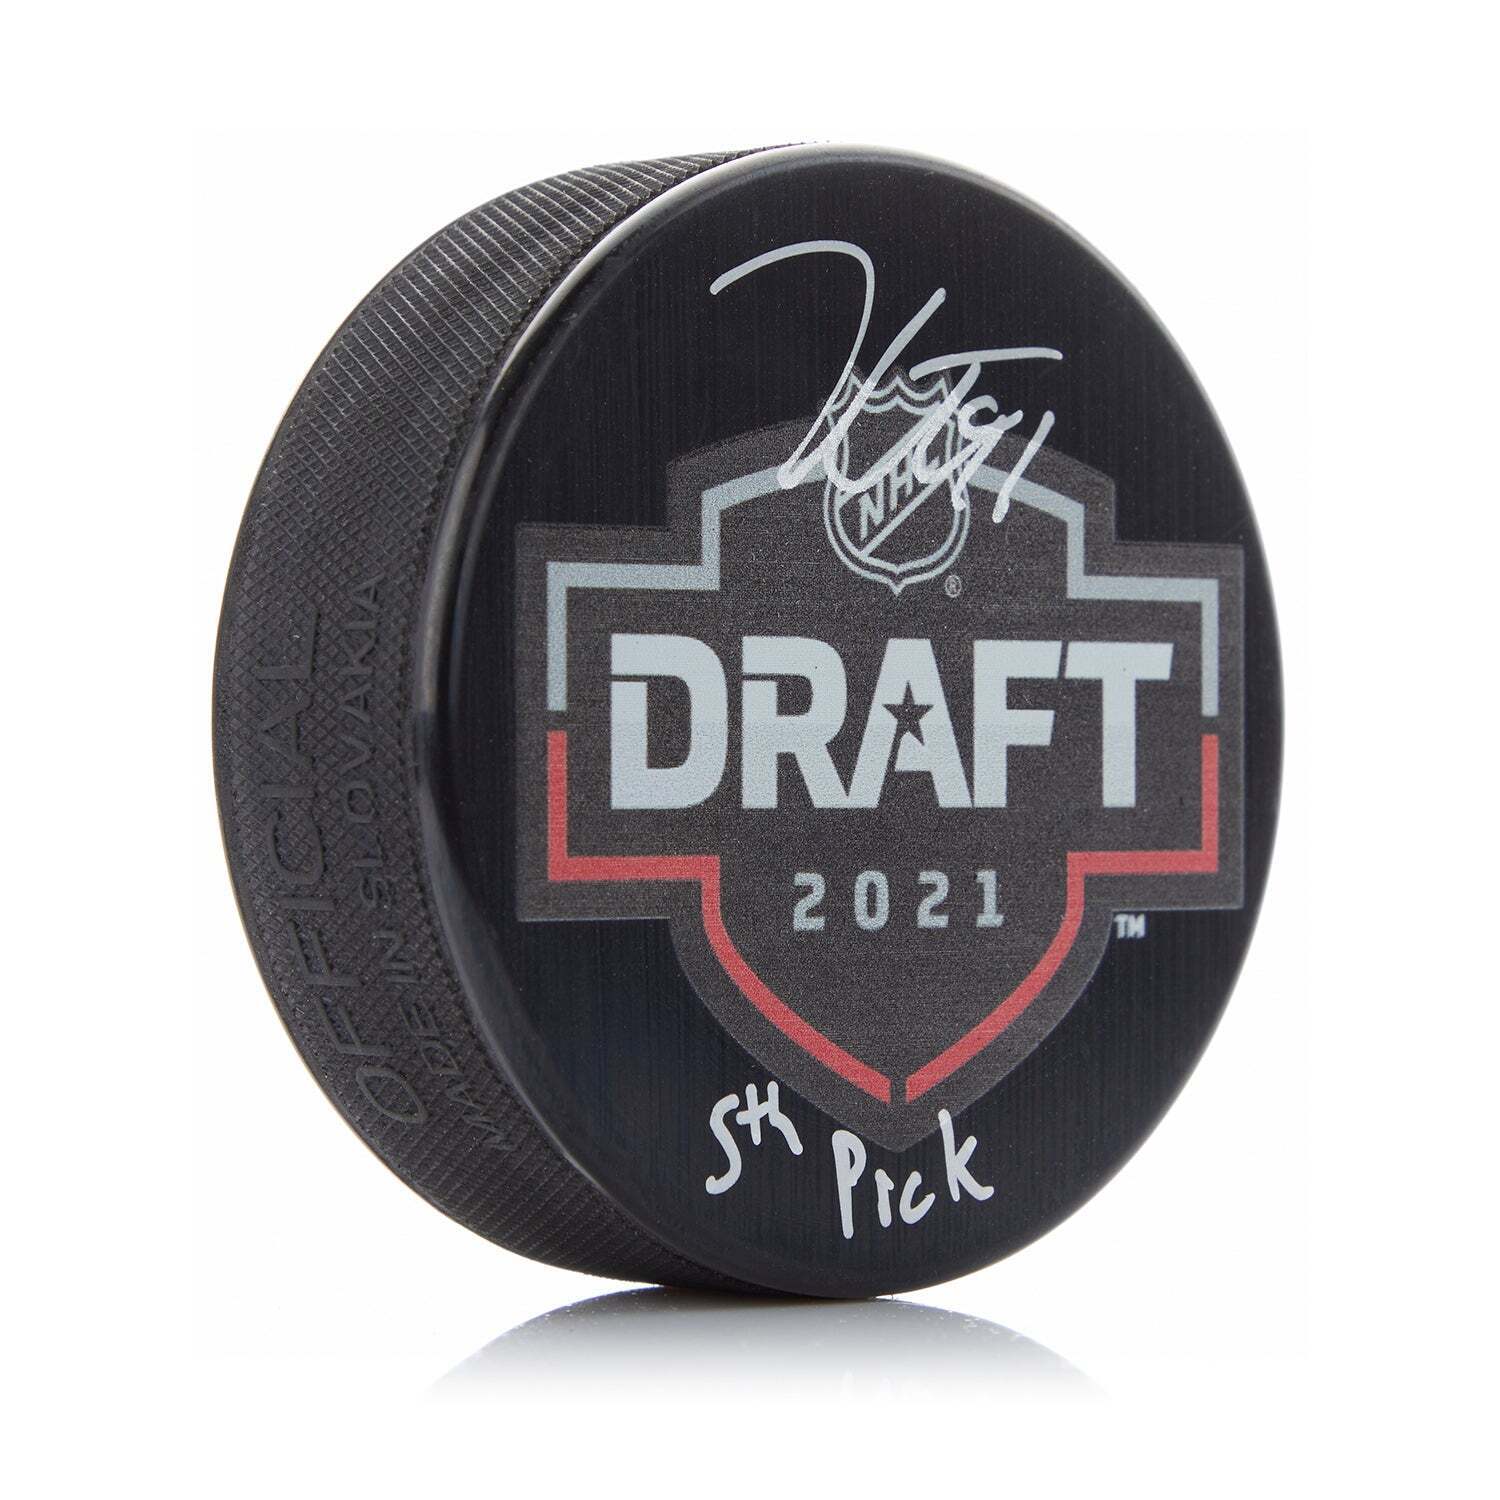 NHL
®
DRAFT
2021
TM
5th Pick
OFFICIAL
MADE IN SLOVAKIA